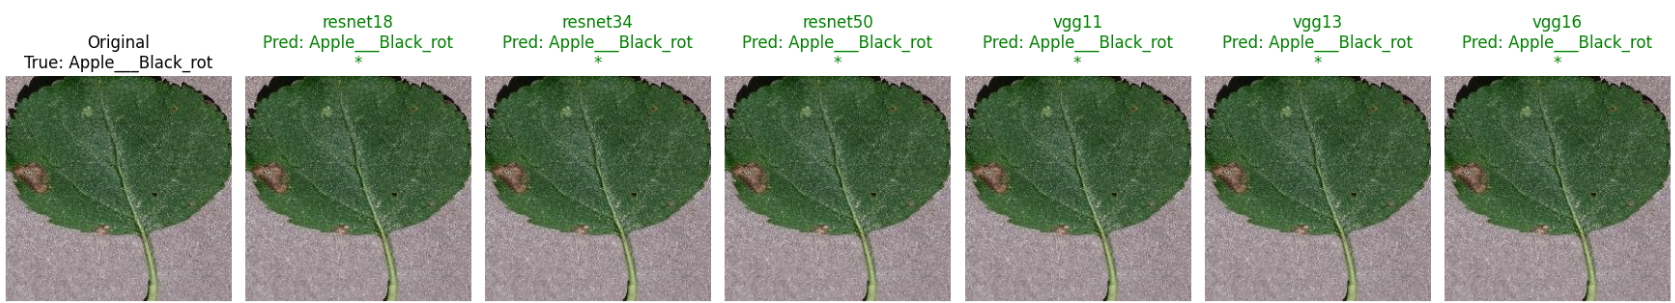 Original
True: Apple___Black_rot
resnet18
Pred: Apple___Black_rot
*
resnet34
Pred: Apple___Black_rot
*
resnet50
Pred: Apple___Black_rot
*
vgg11
Pred: Apple___Black_rot
*
vgg13
Pred: Apple___Black_rot
*
vgg16
Pred: Apple___Black_rot
*